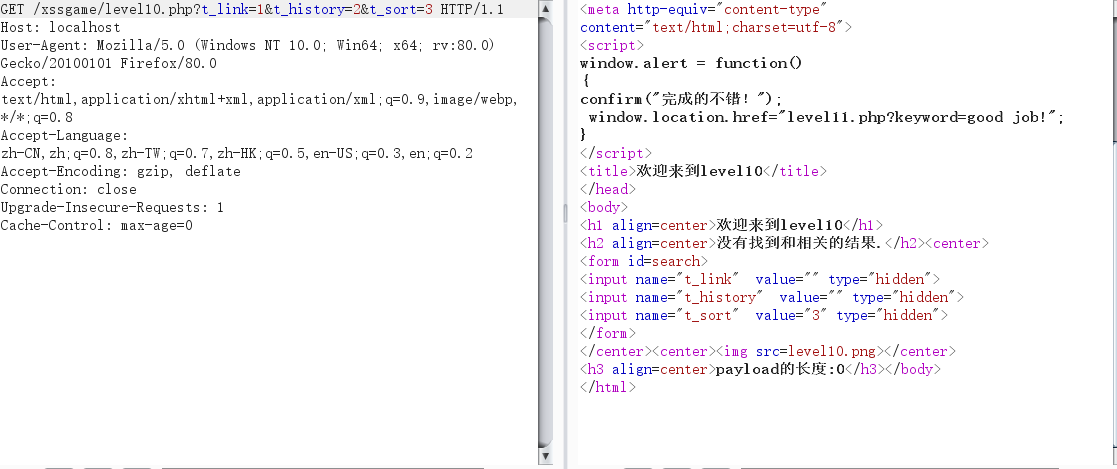 GET /xssgame/level10.php?t_link=1&t_history=2&t_sort=3 HTTP/1.1
Host: localhost
User-Agent: Mozilla/5.0 (Windows NT 10.0; Win64; x64; rv:80.0)
Gecko/20100101 Firefox/80.0
Accept:
text/html,application/xhtml+xml,application/xml;q=0.9,image/webp,
*/*;q=0.8
Accept-Language:
zh-CN,zh;q=0.8,zh-TW;q=0.7,zh-HK;q=0.5,en-US;q=0.3,en;q=0.2
Accept-Encoding: gzip, deflate
Connection: close
Upgrade-Insecure-Requests: 1
Cache-Control: max-age=0
<meta http-equiv="content-type"
content="text/html;charset=utf-8">
<script>
window.alert = function()
{
confirm("完成的不错！");
 window.location.href="level11.php?keyword=good job!";
}
</script>
<title>欢迎来到level10</title>
</head>
<body>
<h1 align=center>欢迎来到level10</h1>
<h2 align=center>没有找到和相关的结果.</h2><center>
<form id=search>
<input name="t_link"  value="" type="hidden">
<input name="t_history"  value="" type="hidden">
<input name="t_sort"  value="3" type="hidden">
</form>
</center><center><img src=level10.png></center>
<h3 align=center>payload的长度:0</h3></body>
</html>